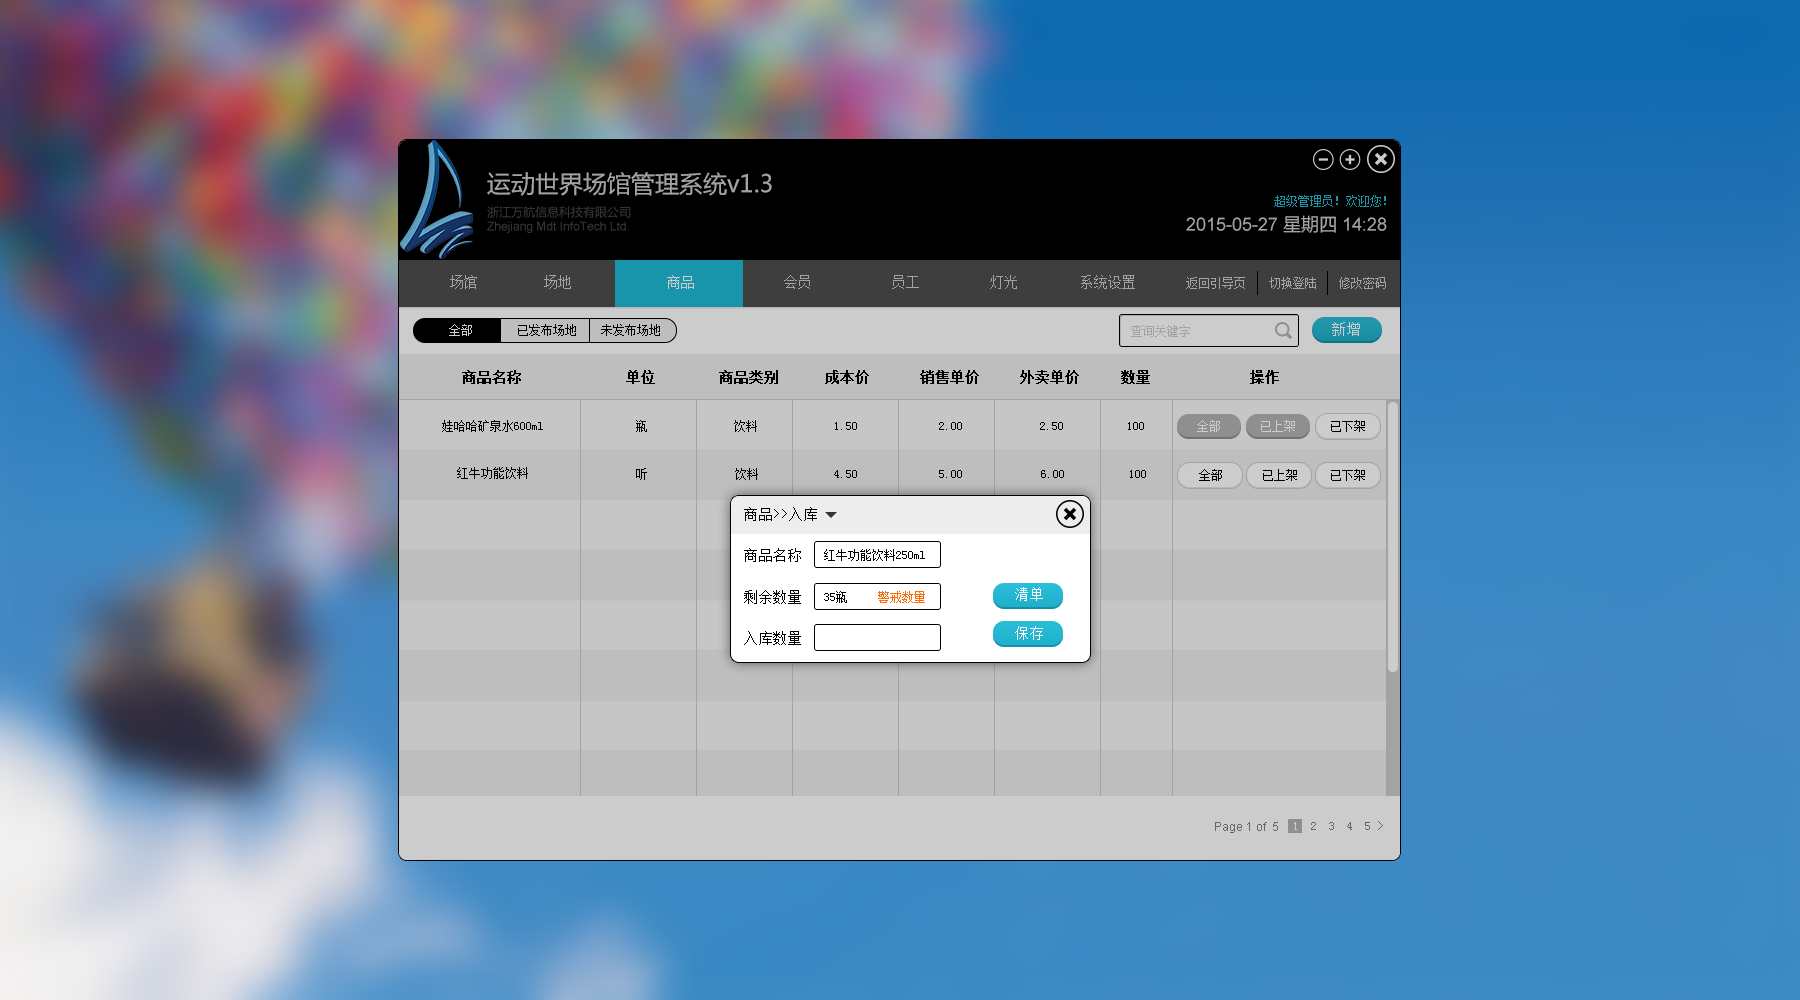 运动世界场馆管理系统v1.3
浙江万航信息科技有限公司
Zhejiang Mdt InfoTech Ltd.
超级管理员！欢迎您！
2015-05-27 星期四 14:28
场馆 场地 商品 会员 员工 灯光 系统设置 返回引导页 切换登陆 修改密码
全部 已发布场地 未发布场地 查询关键字 新增
商品名称 单位 商品类别 成本价 销售单价 外卖单价 数量 操作
娃哈哈矿泉水600ml 瓶 饮料 1.50 2.00 2.50 100 全部 已上架 已下架
红牛功能饮料 听 饮料 4.50 5.00 6.00 100 全部 已上架 已下架
商品>>入库
商品名称 红牛功能饮料250ml
剩余数量 35瓶 警戒数量 清单
入库数量 保存
Page 1 of 5 1 2 3 4 5 >